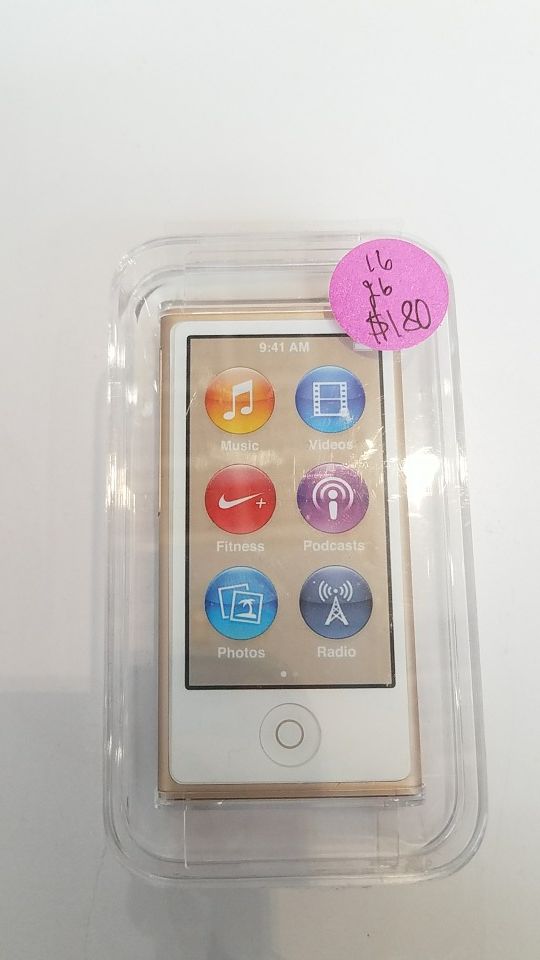 16
gb
$180
9:41 AM
Music Videos
Fitness Podcasts
Photos Radio